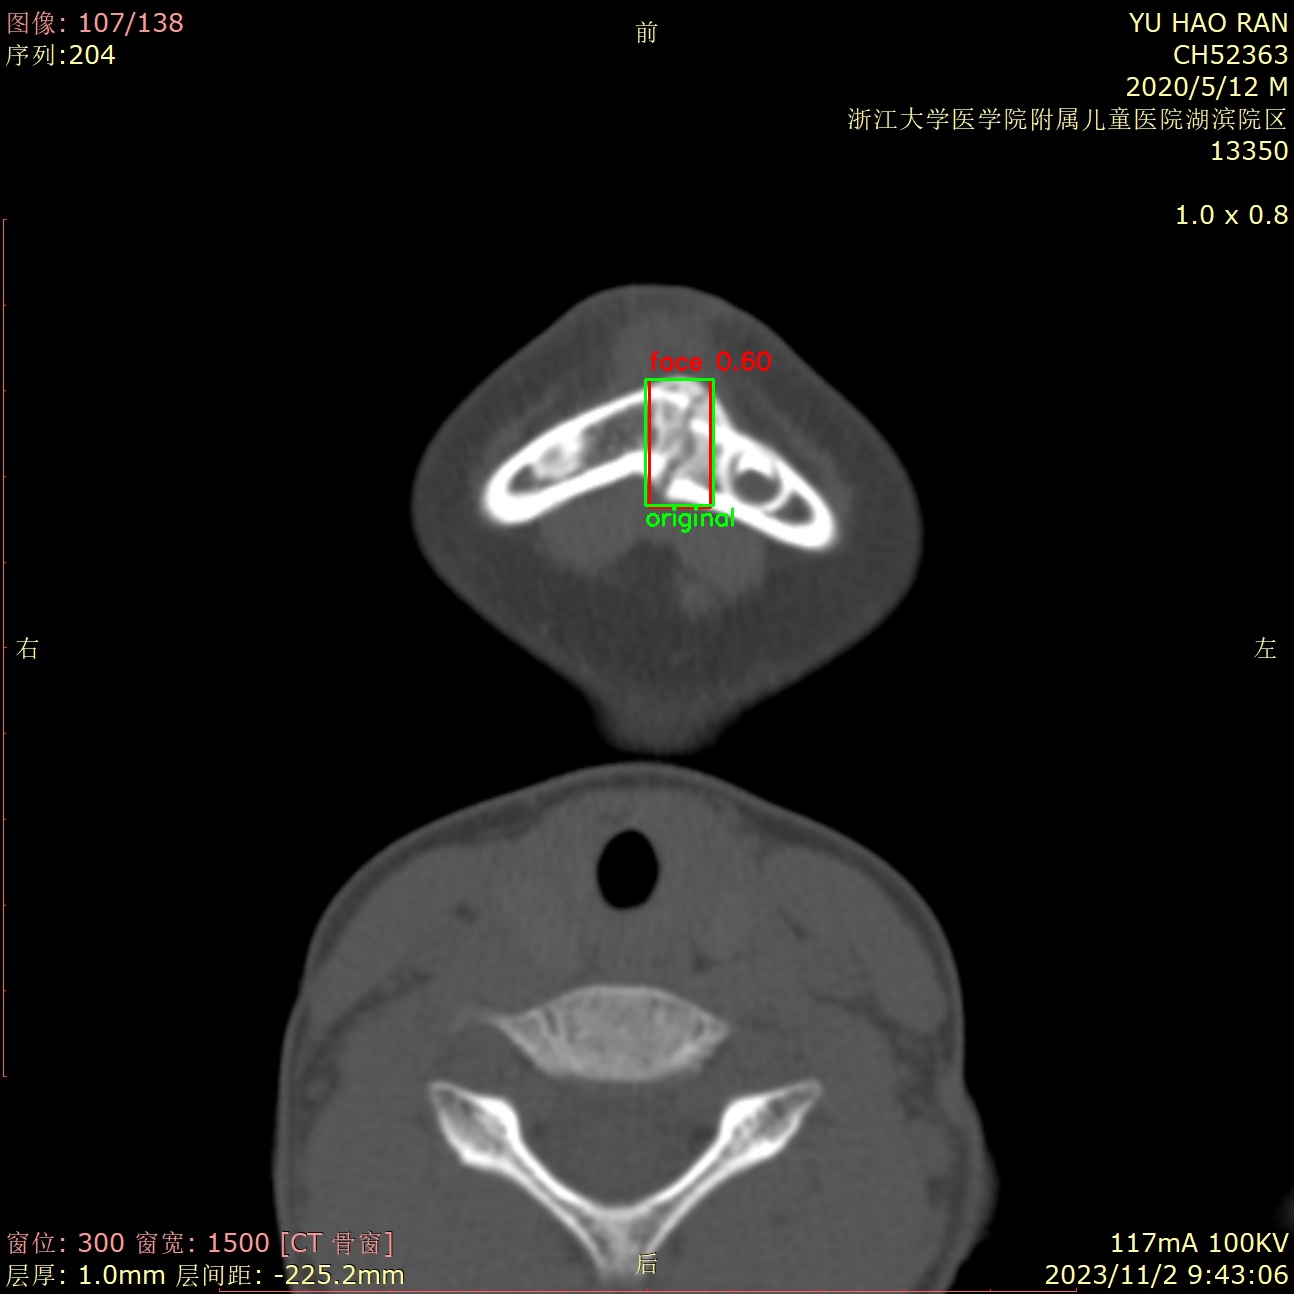 图像: 107/138
序列:204
前
YU HAO RAN
CH52363
2020/5/12 M
浙江大学医学院附属儿童医院湖滨院区
13350
1.0 x 0.8
face 0.60
original
右
左
窗位: 300 窗宽: 1500 [CT 骨窗]
层厚: 1.0mm 层间距: -225.2mm
后
117mA 100KV
2023/11/2 9:43:06